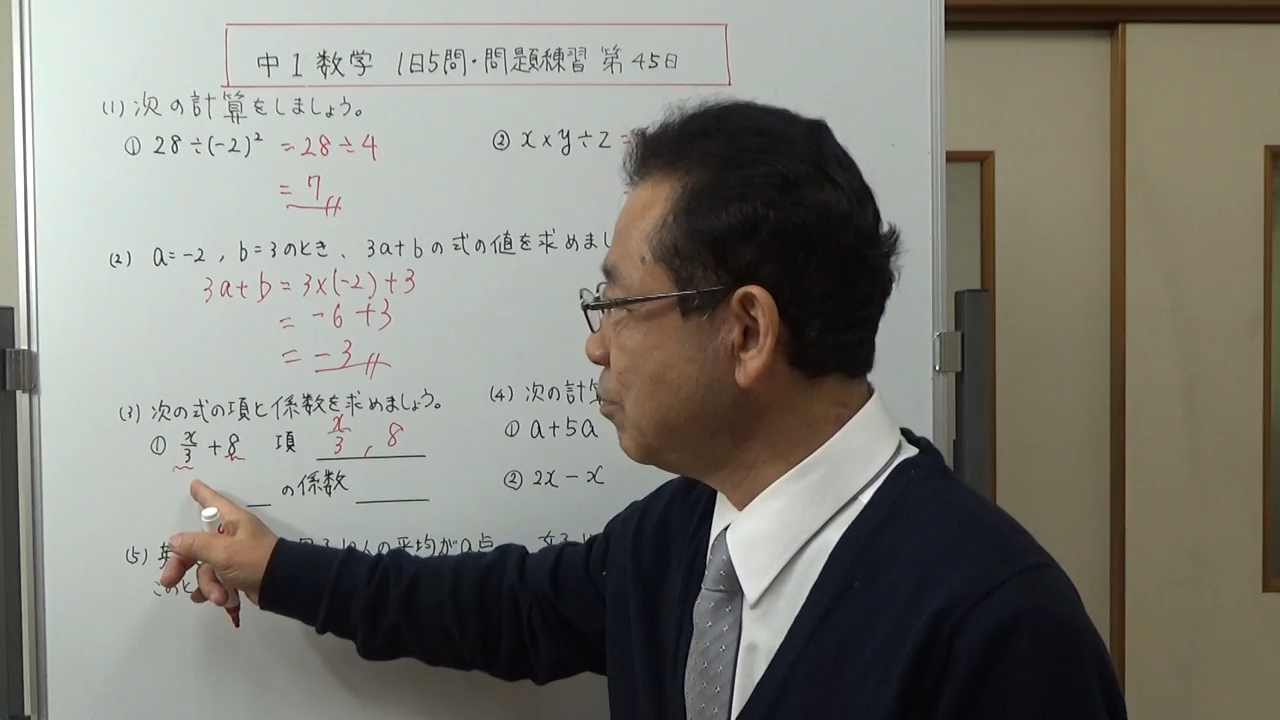 中1数学 1日5問・問題練習 第45日
(1) 次の計算をしましょう。
① 28÷(-2)² = 28÷4
= 7
② x×y÷z =
(2) a=-2, b=3のとき、3a+bの式の値を求めまし
3a+b = 3×(-2)+3
= -6+3
= -3
(3) 次の式の項と係数を求めましょう。
① x/3 + 8 項 x/3, 8
の係数
(4) 次の計算
① a+5a
② 2x-x
(5)
10人の平均がa点
このと